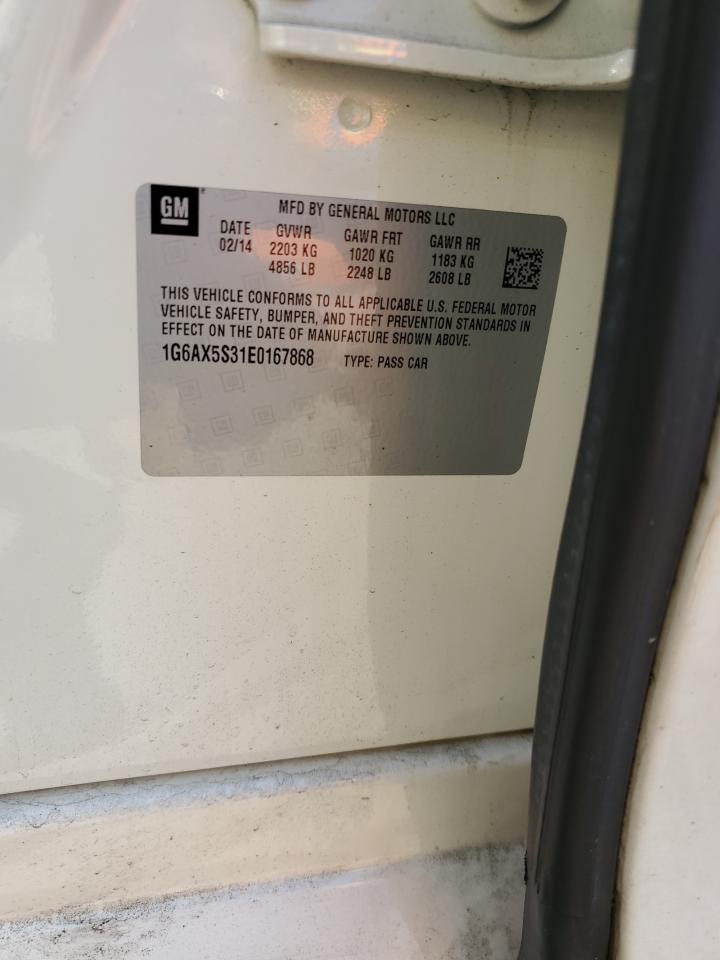 GM
MFD BY GENERAL MOTORS LLC
DATE GVWR GAWR FRT GAWR RR
02/14 2203 KG 1020 KG 1183 KG
4856 LB 2248 LB 2608 LB
THIS VEHICLE CONFORMS TO ALL APPLICABLE U.S. FEDERAL MOTOR
VEHICLE SAFETY, BUMPER, AND THEFT PREVENTION STANDARDS IN
EFFECT ON THE DATE OF MANUFACTURE SHOWN ABOVE.
1G6AX5S31E0167868 TYPE: PASS CAR